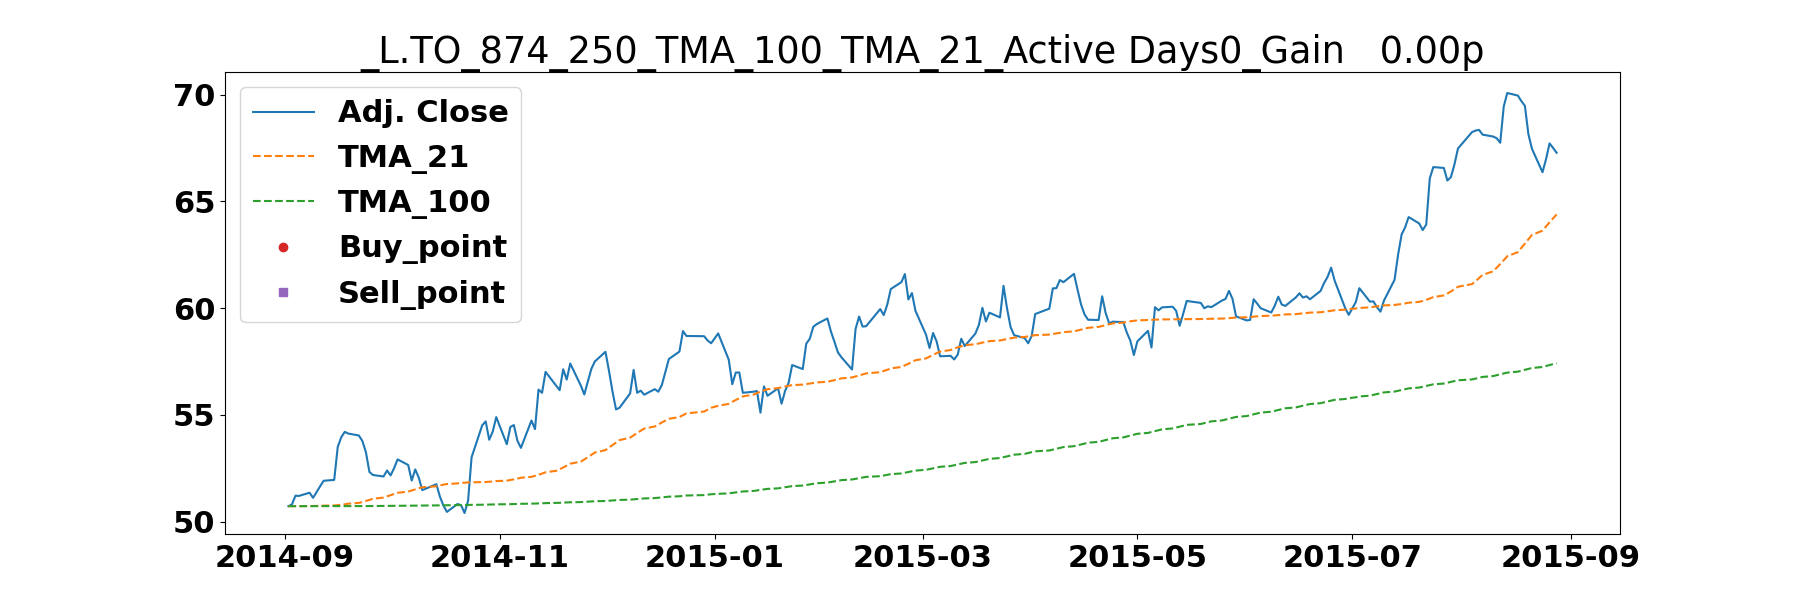 _L.TO_874_250_TMA_100_TMA_21_Active Days0_Gain   0.00p
Adj. Close
TMA_21
TMA_100
Buy_point
Sell_point
70
65
60
55
50
2014-09 2014-11 2015-01 2015-03 2015-05 2015-07 2015-09